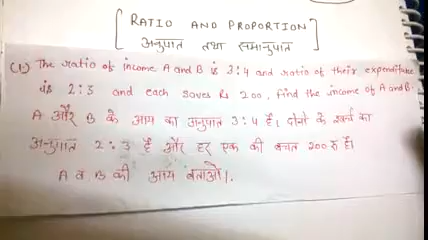 [RATIO AND PROPORTION
अनुपात तथा समानुपात]
(1) The ratio of income A and B is 3:4 and ratio of their expenditure
is 2:3 and each saves Rs 200, find the income of A and B.
A और B के आय का अनुपात 3:4 है। दोनो के खर्च का
अनुपात 2:3 है और हर एक की बचत 200 रु है।
A व B की आय बताओ।